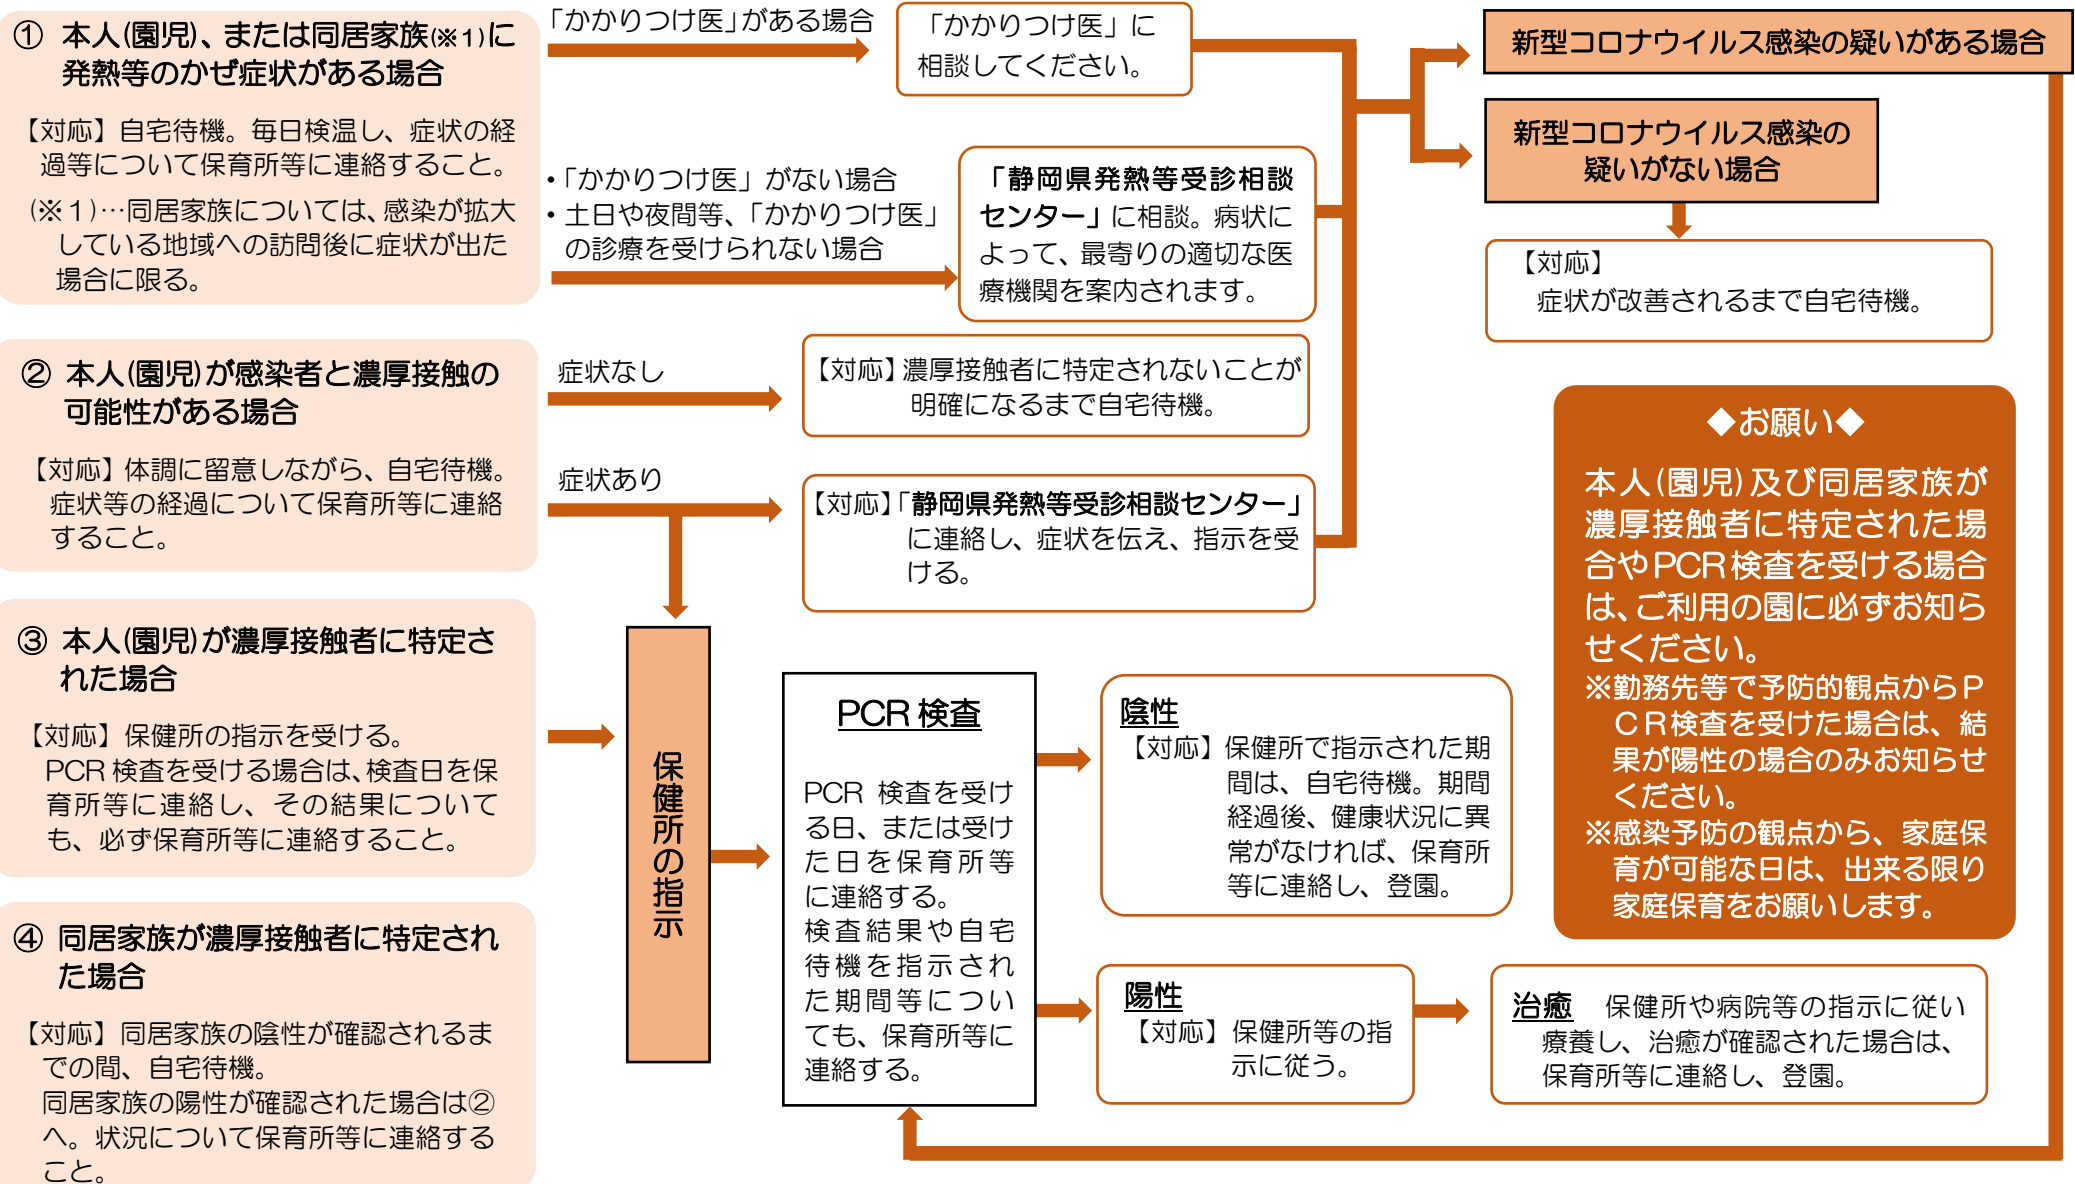 ① 本人(園児)、または同居家族(※1)に
発熱等のかぜ症状がある場合
【対応】自宅待機。毎日検温し、症状の経
過等について保育所等に連絡すること。
(※1)…同居家族については、感染が拡大
している地域への訪問後に症状が出た
場合に限る。
「かかりつけ医」がある場合
「かかりつけ医」に
相談してください。
・「かかりつけ医」がない場合
・土日や夜間等、「かかりつけ医」
の診療を受けられない場合
「静岡県発熱等受診相談
センター」に相談。病状に
よって、最寄りの適切な医
療機関を案内されます。
新型コロナウイルス感染の疑いがある場合
新型コロナウイルス感染の
疑いがない場合
【対応】
症状が改善されるまで自宅待機。
② 本人(園児)が感染者と濃厚接触の
可能性がある場合
【対応】体調に留意しながら、自宅待機。
症状等の経過について保育所等に連絡
すること。
症状なし
【対応】濃厚接触者に特定されないことが
明確になるまで自宅待機。
症状あり
【対応】「静岡県発熱等受診相談センター」
に連絡し、症状を伝え、指示を受
ける。
③ 本人(園児)が濃厚接触者に特定さ
れた場合
【対応】保健所の指示を受ける。
PCR検査を受ける場合は、検査日を保
育所等に連絡し、その結果について
も、必ず保育所等に連絡すること。
④ 同居家族が濃厚接触者に特定され
た場合
【対応】同居家族の陰性が確認されるま
での間、自宅待機。
同居家族の陽性が確認された場合は②
へ。状況について保育所等に連絡する
こと。
保健所の指示
PCR検査
PCR 検査を受け
る日、または受け
た日を保育所等
に連絡する。
検査結果や自宅
待機を指示され
た期間等につい
ても、保育所等に
連絡する。
陰性
【対応】保健所で指示された期
間は、自宅待機。期間
経過後、健康状況に異
常がなければ、保育所
等に連絡し、登園。
陽性
【対応】保健所等の指
示に従う。
治癒 保健所や病院等の指示に従い
療養し、治癒が確認された場合は、
保育所等に連絡し、登園。
◆お願い◆
本人(園児)及び同居家族が
濃厚接触者に特定された場
合やPCR検査を受ける場合
は、ご利用の園に必ずお知ら
せください。
※勤務先等で予防的観点からP
CR検査を受けた場合は、結
果が陽性の場合のみお知らせ
ください。
※感染予防の観点から、家庭保
育が可能な日は、出来る限り
家庭保育をお願いします。